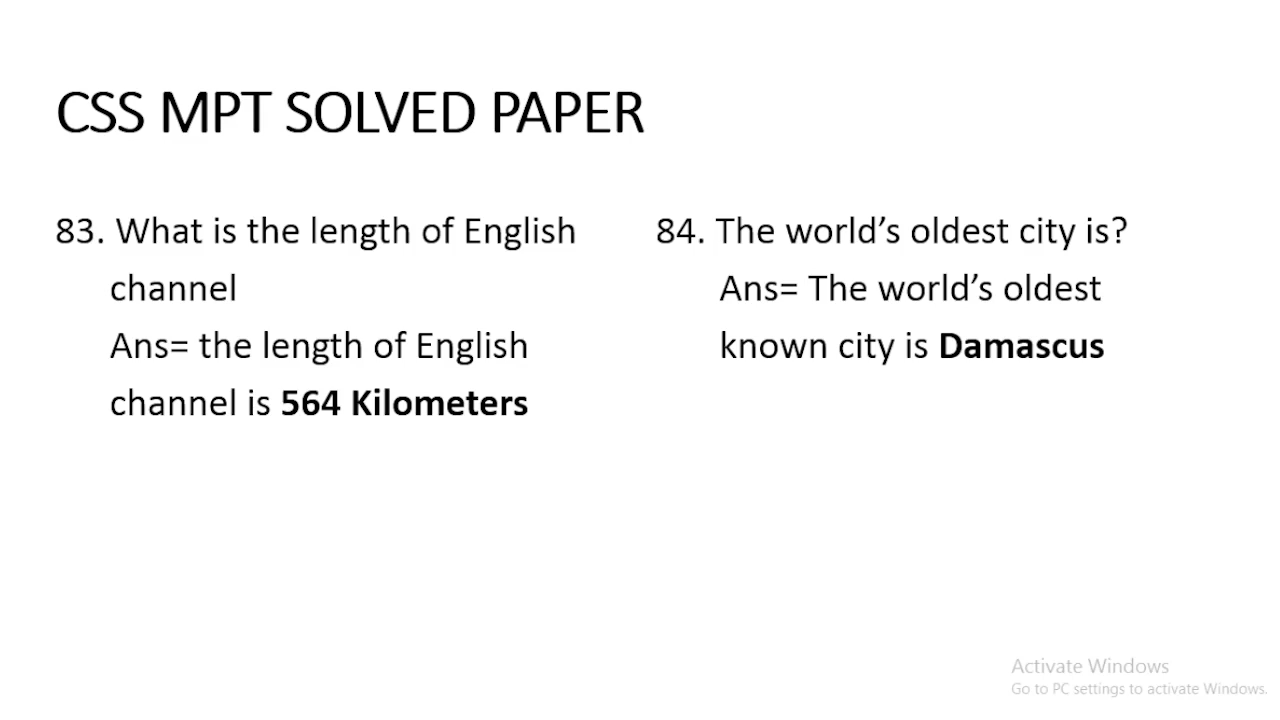 CSS MPT SOLVED PAPER
83. What is the length of English
channel
Ans= the length of English
channel is 564 Kilometers
84. The world’s oldest city is?
Ans= The world’s oldest
known city is Damascus
Activate Windows
Go to PC settings to activate Windows.